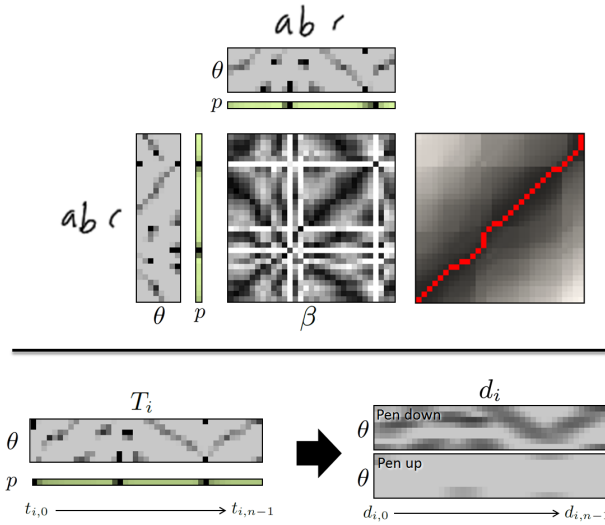 ab c
θ
p
ab c
θ
p
β
T_i
d_i
θ
Pen down
θ
Pen up
p
t_{i,0}
t_{i,n-1}
d_{i,0}
d_{i,n-1}